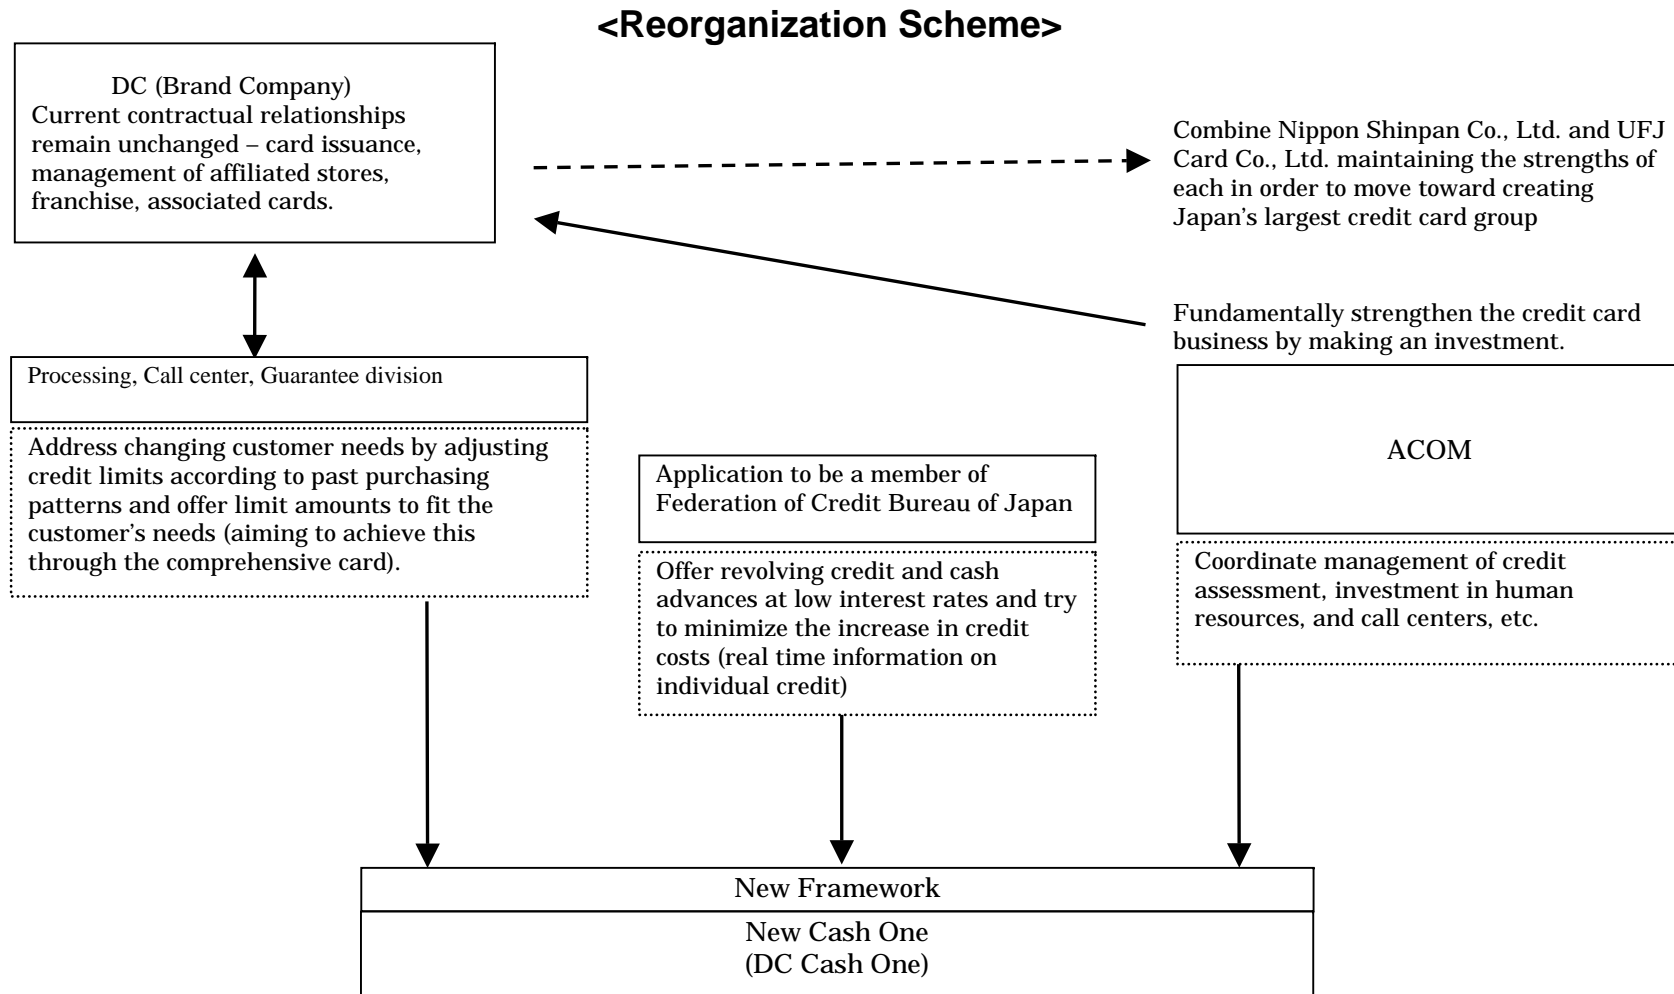 <Reorganization Scheme>
DC (Brand Company)
Current contractual relationships
remain unchanged – card issuance,
management of affiliated stores,
franchise, associated cards.
Combine Nippon Shinpan Co., Ltd. and UFJ
Card Co., Ltd. maintaining the strengths of
each in order to move toward creating
Japan’s largest credit card group
Fundamentally strengthen the credit card
business by making an investment.
Processing, Call center, Guarantee division
Address changing customer needs by adjusting
credit limits according to past purchasing
patterns and offer limit amounts to fit the
customer’s needs (aiming to achieve this
through the comprehensive card).
Application to be a member of
Federation of Credit Bureau of Japan
Offer revolving credit and cash
advances at low interest rates and try
to minimize the increase in credit
costs (real time information on
individual credit)
ACOM
Coordinate management of credit
assessment, investment in human
resources, and call centers, etc.
New Framework
New Cash One
(DC Cash One)